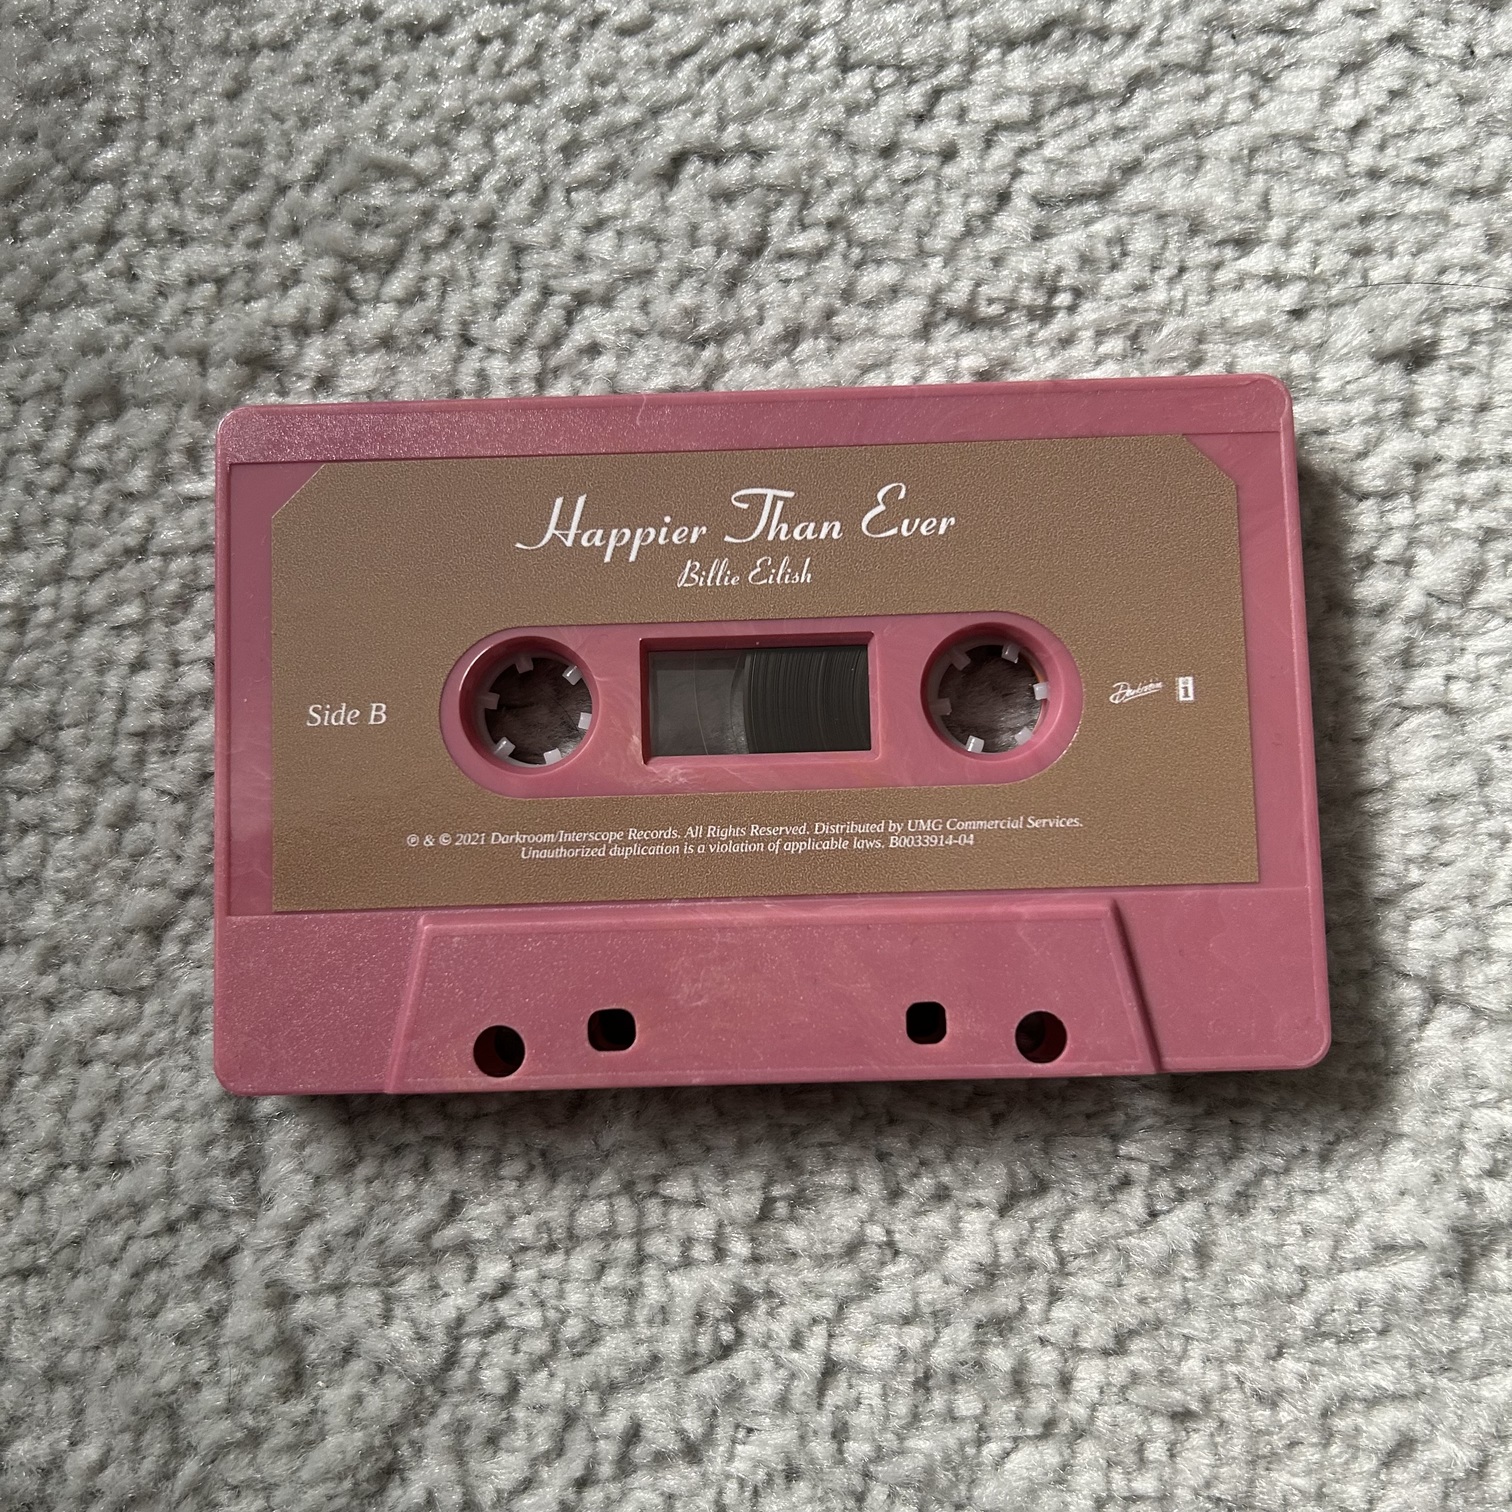 Happier Than Ever
Billie Eilish
Side B
Darkroom
i
℗ & © 2021 Darkroom/Interscope Records. All Rights Reserved. Distributed by UMG Commercial Services.
Unauthorized duplication is a violation of applicable laws. B0033914-04